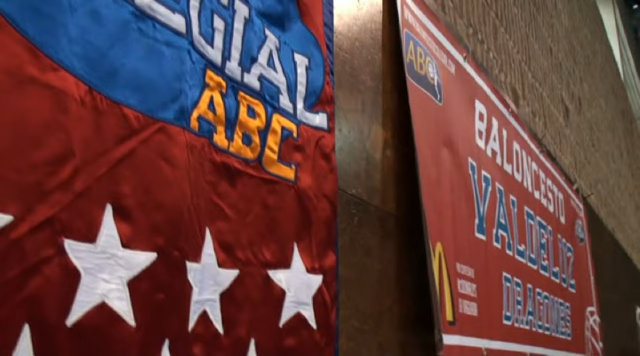 EGIAL
ABC
ABC
BALONCESTO
VALDELUZ
DRAGONES